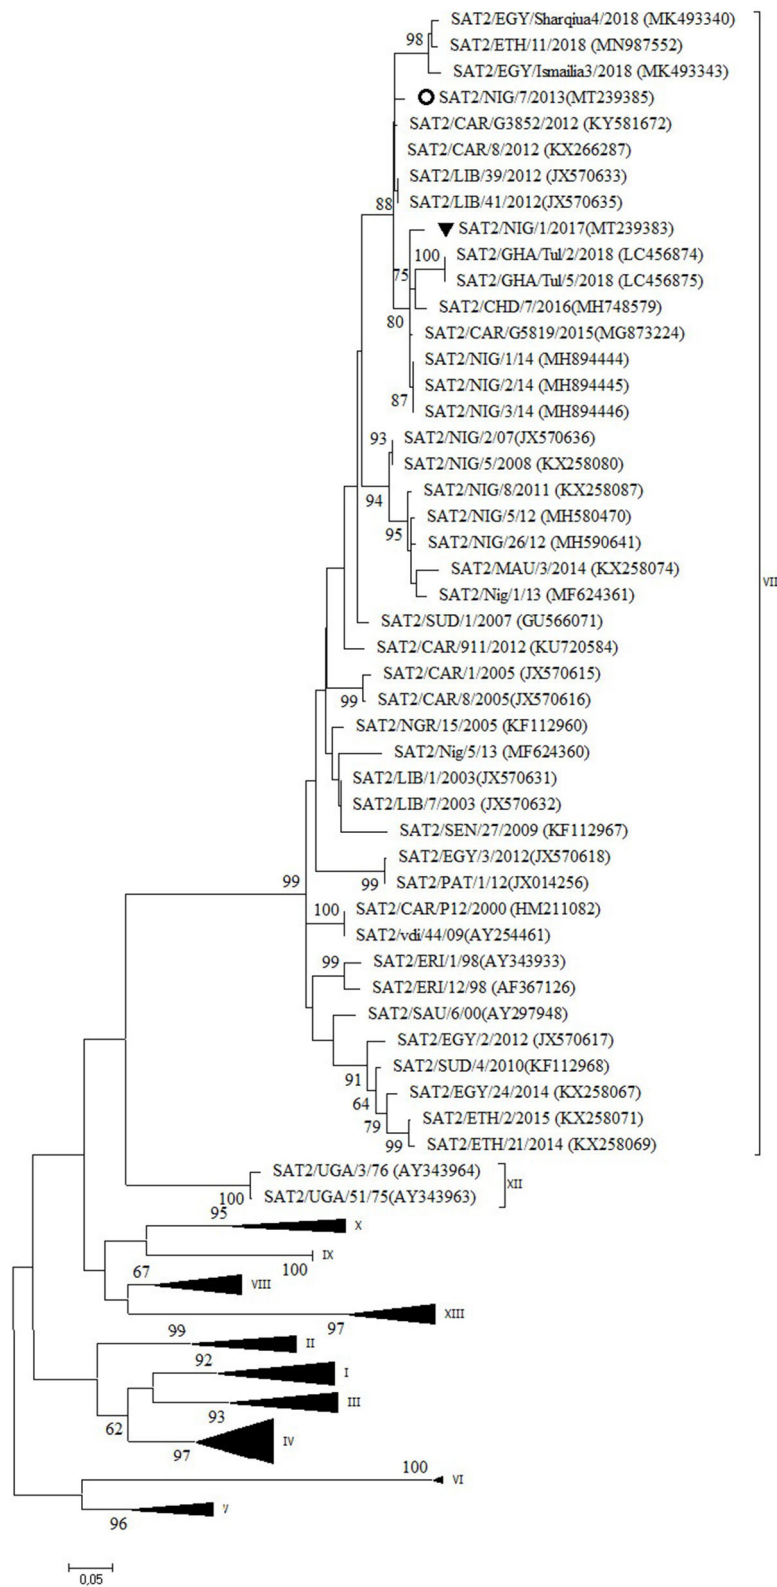 SAT2/EGY/Sharqiua4/2018 (MK493340)
98
SAT2/ETH/11/2018 (MN987552)
SAT2/EGY/Ismailia3/2018 (MK493343)
SAT2/NIG/7/2013(MT239385)
SAT2/CAR/G3852/2012 (KY581672)
SAT2/CAR/8/2012 (KX266287)
SAT2/LIB/39/2012 (JX570633)
88
SAT2/LIB/41/2012(JX570635)
SAT2/NIG/1/2017(MT239383)
100
SAT2/GHA/Tul/2/2018 (LC456874)
75
SAT2/GHA/Tul/5/2018 (LC456875)
SAT2/CHD/7/2016(MH748579)
80
SAT2/CAR/G5819/2015(MG873224)
SAT2/NIG/1/14 (MH894444)
SAT2/NIG/2/14 (MH894445)
87
SAT2/NIG/3/14 (MH894446)
93
SAT2/NIG/2/07(JX570636)
SAT2/NIG/5/2008 (KX258080)
94
SAT2/NIG/8/2011 (KX258087)
SAT2/NIG/5/12 (MH580470)
95
SAT2/NIG/26/12 (MH590641)
SAT2/MAU/3/2014 (KX258074)
VII
SAT2/Nig/1/13 (MF624361)
SAT2/SUD/1/2007 (GU566071)
SAT2/CAR/911/2012 (KU720584)
SAT2/CAR/1/2005 (JX570615)
99
SAT2/CAR/8/2005(JX570616)
SAT2/NGR/15/2005 (KF112960)
SAT2/Nig/5/13 (MF624360)
SAT2/LIB/1/2003(JX570631)
SAT2/LIB/7/2003 (JX570632)
SAT2/SEN/27/2009 (KF112967)
SAT2/EGY/3/2012(JX570618)
99
99
SAT2/PAT/1/12(JX014256)
100
SAT2/CAR/P12/2000 (HM211082)
SAT2/vdi/44/09(AY254461)
99
SAT2/ERI/1/98(AY343933)
SAT2/ERI/12/98 (AF367126)
SAT2/SAU/6/00(AY297948)
SAT2/EGY/2/2012 (JX570617)
91
SAT2/SUD/4/2010(KF112968)
64
SAT2/EGY/24/2014 (KX258067)
79
SAT2/ETH/2/2015 (KX258071)
99
SAT2/ETH/21/2014 (KX258069)
SAT2/UGA/3/76 (AY343964)
XII
100
SAT2/UGA/51/75(AY343963)
95
X
IX
100
67
VIII
97
XIII
99
II
92
I
93
III
62
97
IV
100
VI
96
V
0,05